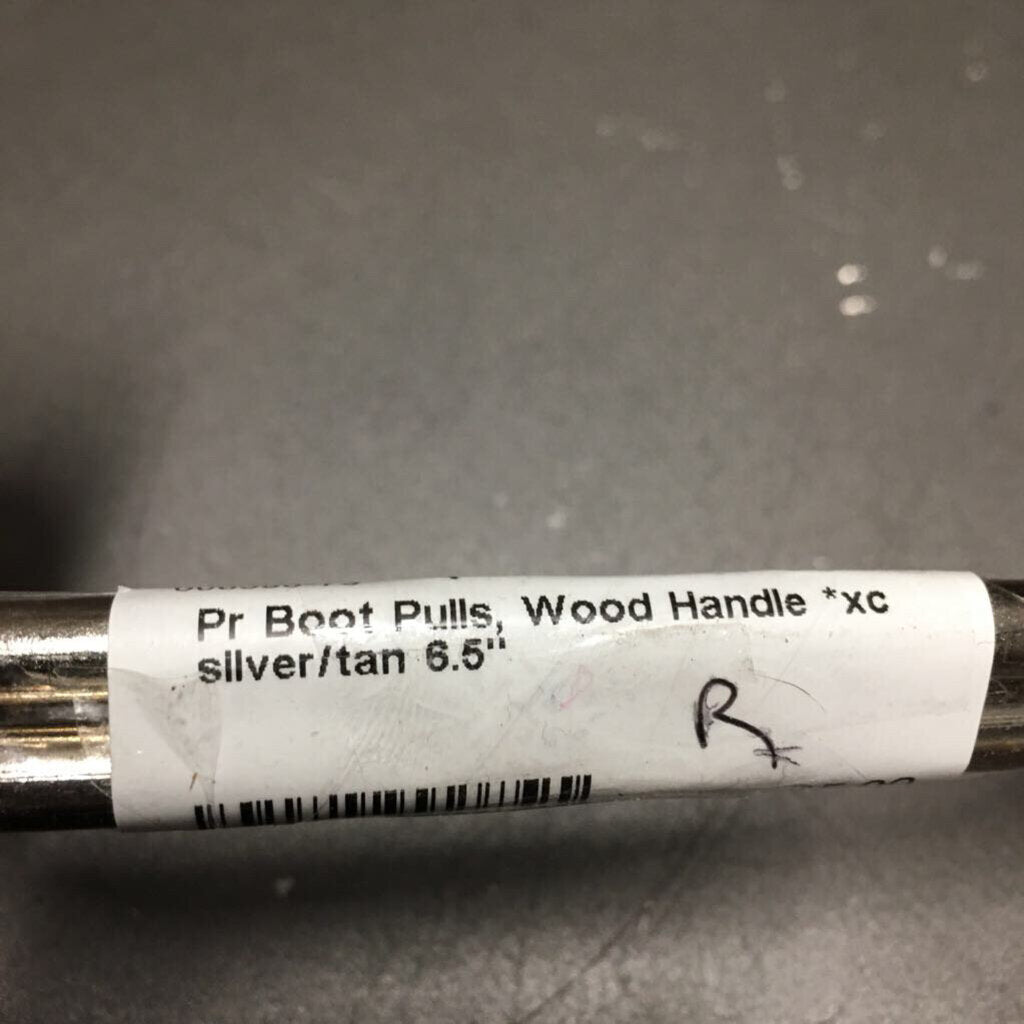 Pr Boot Pulls, Wood Handle *xc
silver/tan 6.5"
R